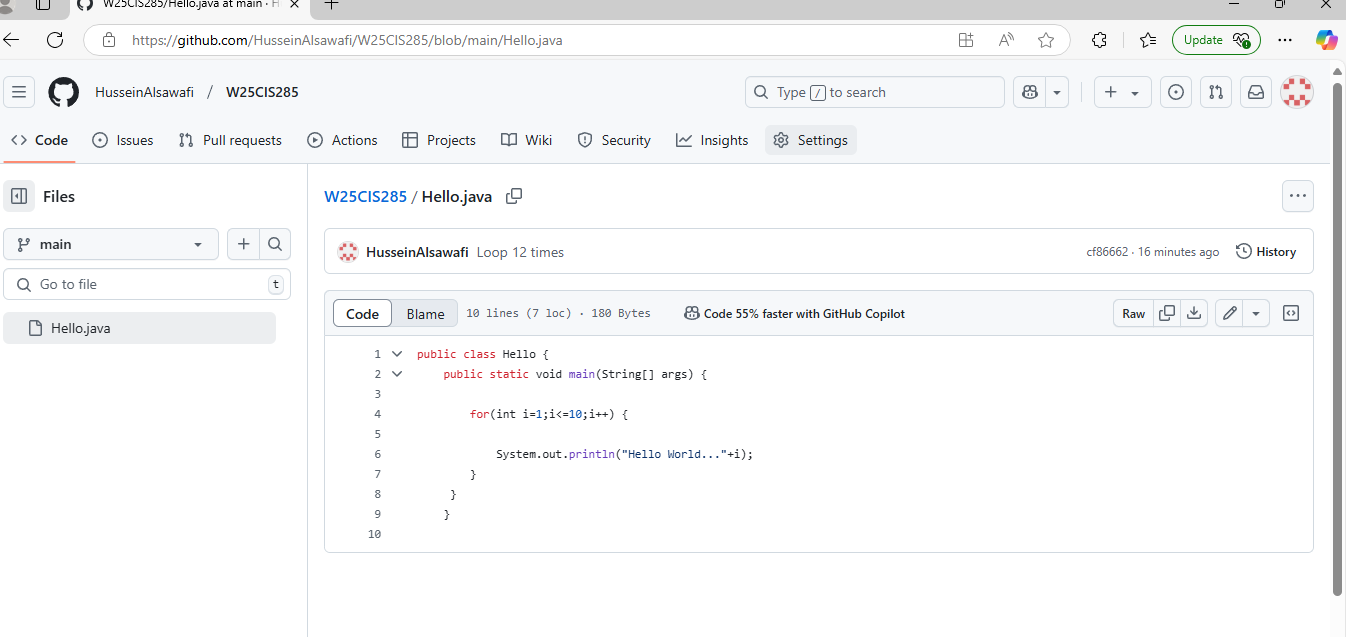 W25CIS285/Hello.java at main · H
https://github.com/HusseinAlsawafi/W25CIS285/blob/main/Hello.java
Update
HusseinAlsawafi / W25CIS285
Type / to search
Code Issues Pull requests Actions Projects Wiki Security Insights Settings
Files
main
Go to file t
Hello.java
W25CIS285 / Hello.java
HusseinAlsawafi Loop 12 times cf86662 · 16 minutes ago History
Code Blame 10 lines (7 loc) · 180 Bytes Code 55% faster with GitHub Copilot Raw
1 public class Hello {
2 public static void main(String[] args) {
3
4 for(int i=1;i<=10;i++) {
5
6 System.out.println("Hello World..."+i);
7 }
8 }
9 }
10